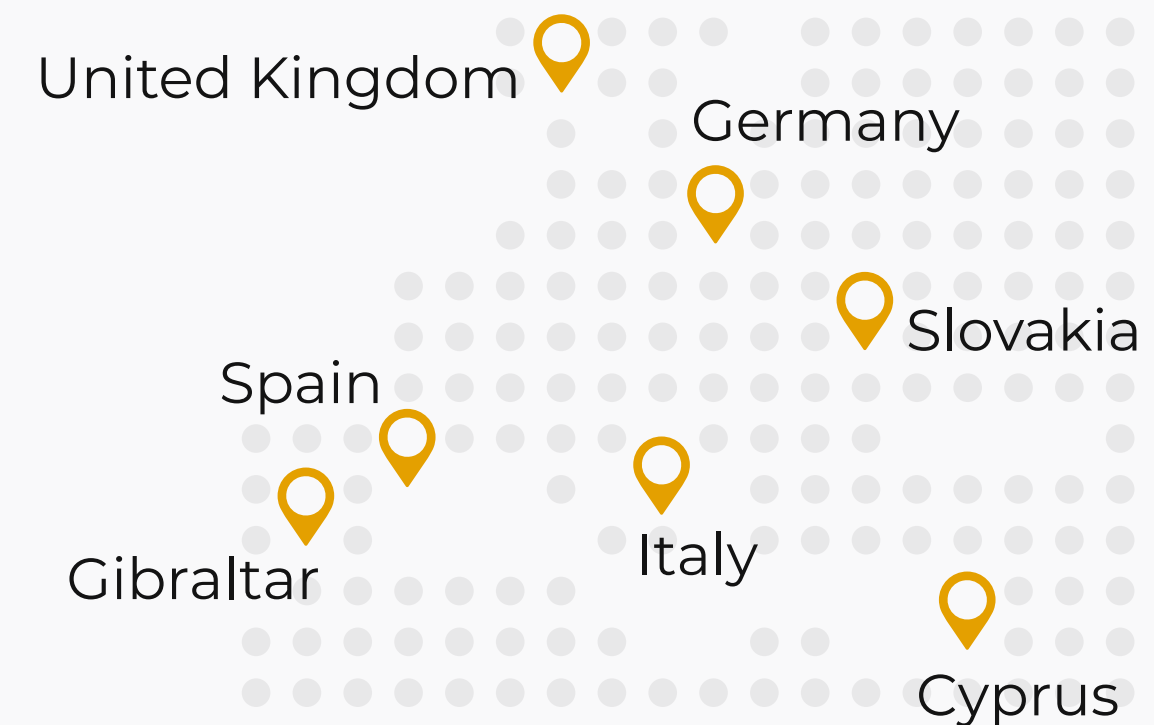 United Kingdom
Germany
Slovakia
Spain
Italy
Gibraltar
Cyprus